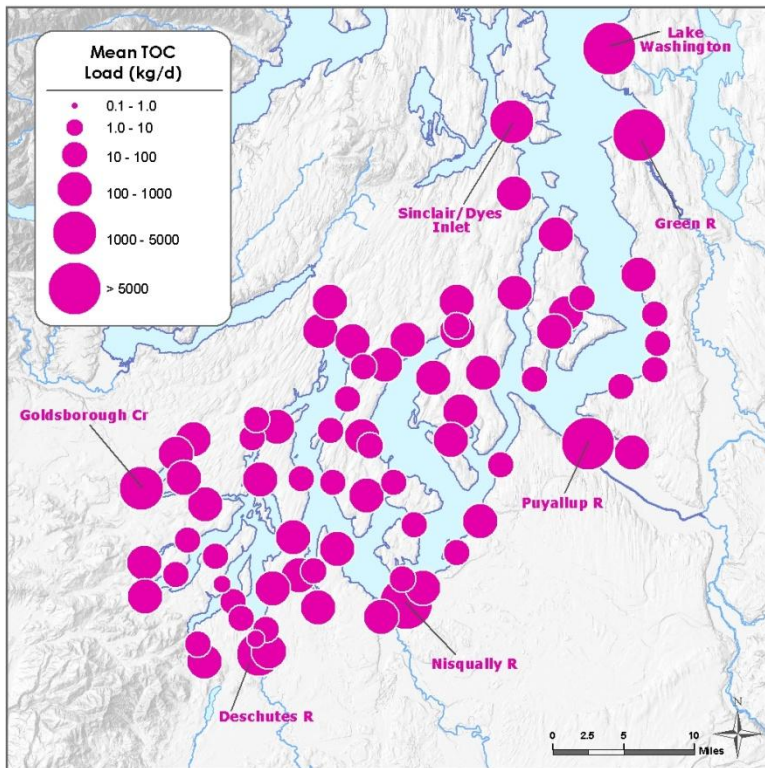 Mean TOC
Load (kg/d)
0.1 - 1.0
1.0 - 10
10 - 100
100 - 1000
1000 - 5000
> 5000
Lake
Washington
Sinclair/Dyes
Inlet
Green R
Goldsborough Cr
Puyallup R
Nisqually R
Deschutes R
N
0 2.5 5 10
Miles